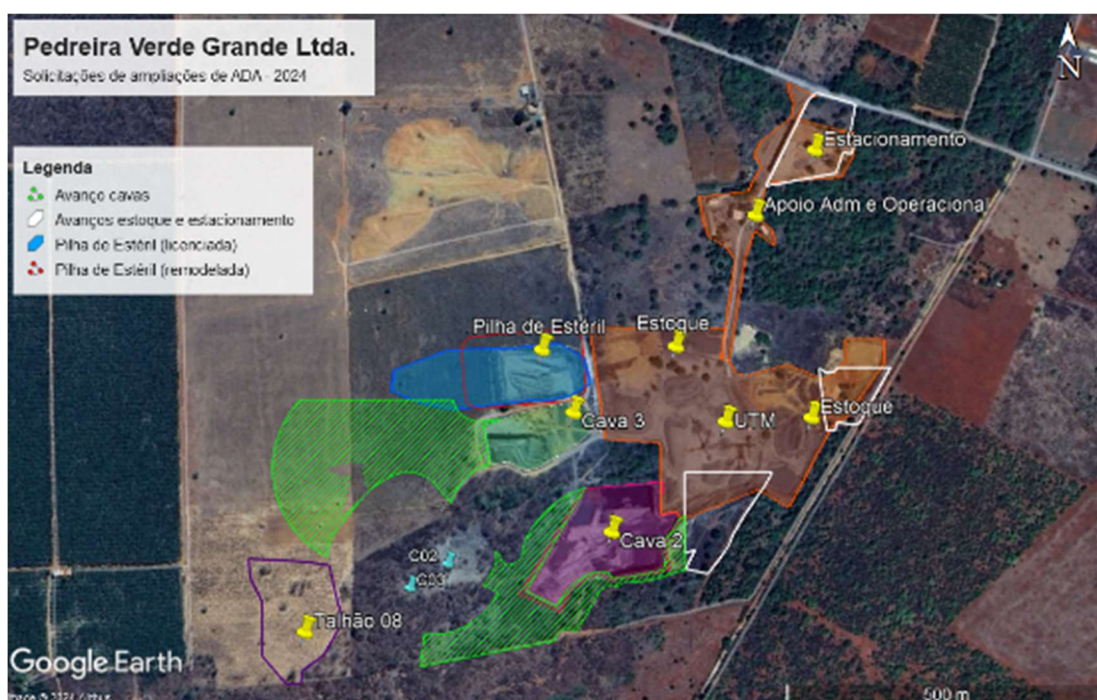 Pedreira Verde Grande Ltda.
Solicitações de ampliações de ADA - 2024
N
Legenda
Avanço cavas
Avanços estoque e estacionamento
Pilha de Estéril (licenciada)
Pilha de Estéril (remodelada)
Estacionamento
Apoio Adm e Operacional
Pilha de Estéril
Estoque
Cava 3
UTM
Estoque
Cava 2
C02
C03
Talhão 08
Google Earth
500 m